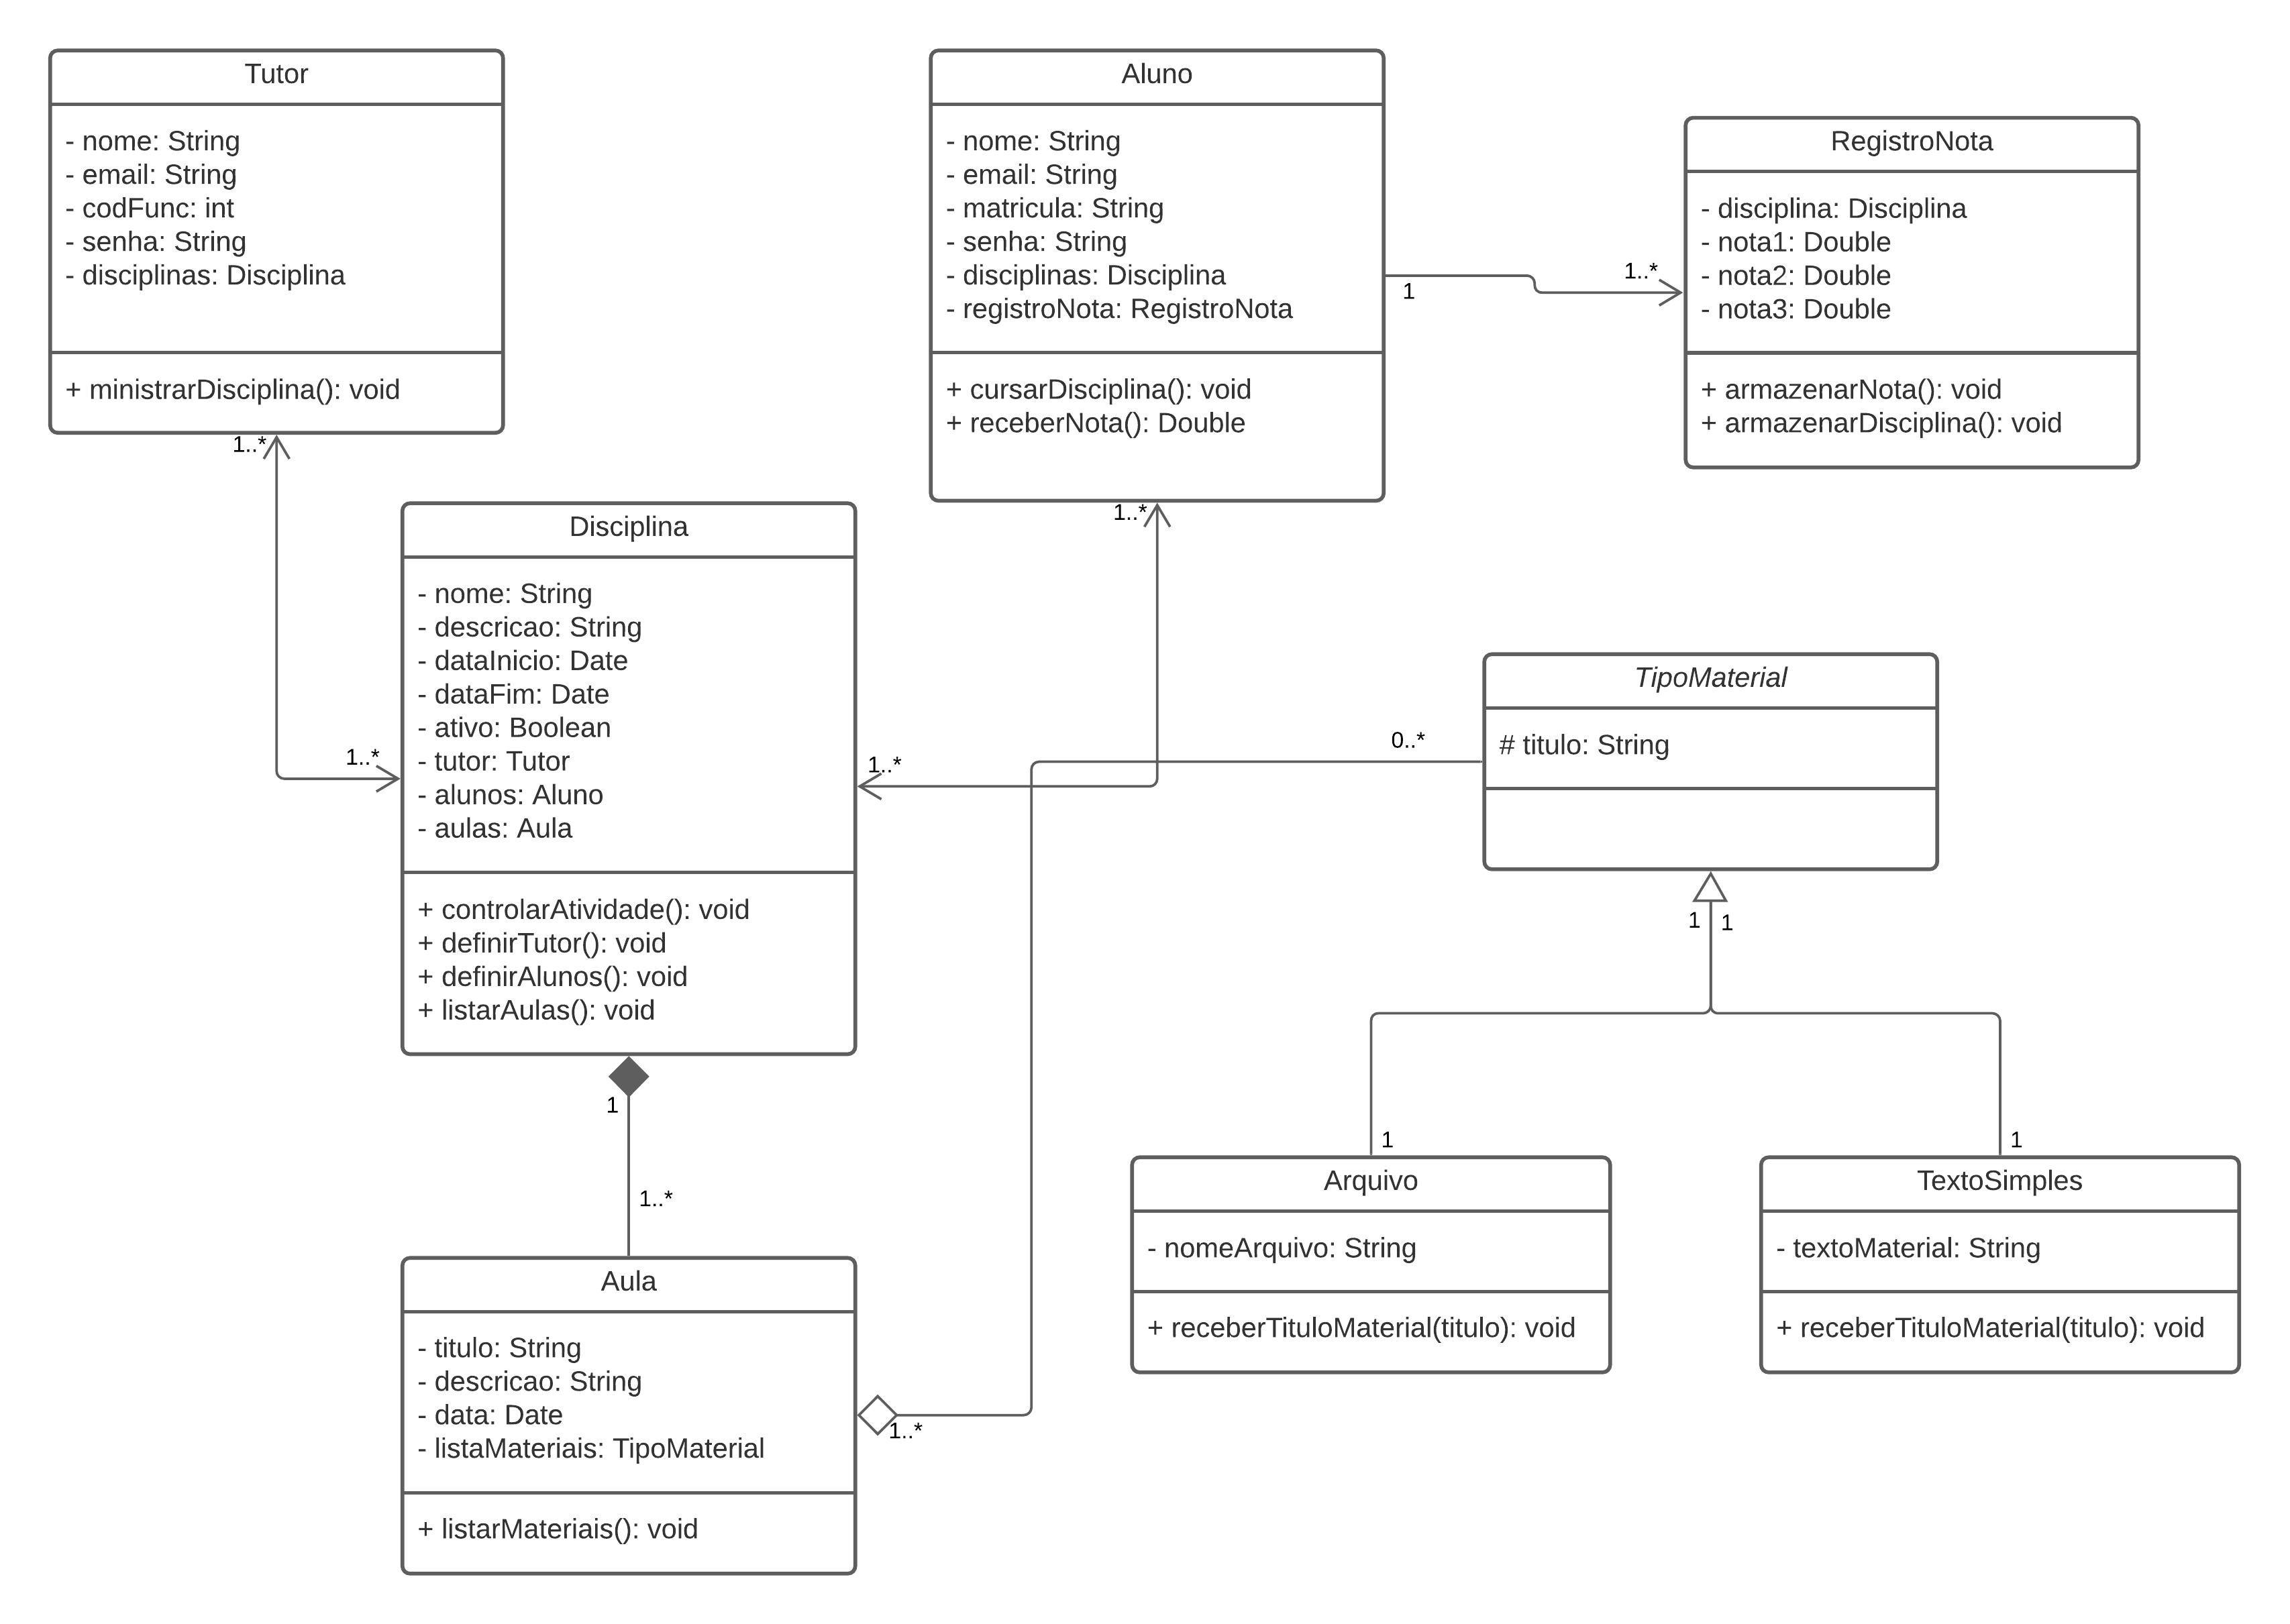 Tutor
- nome: String
- email: String
- codFunc: int
- senha: String
- disciplinas: Disciplina
+ ministrarDisciplina(): void
1..*
1..*
Aluno
- nome: String
- email: String
- matricula: String
- senha: String
- disciplinas: Disciplina
- registroNota: RegistroNota
+ cursarDisciplina(): void
+ receberNota(): Double
1
1..*
1..*
1..*
RegistroNota
- disciplina: Disciplina
- nota1: Double
- nota2: Double
- nota3: Double
+ armazenarNota(): void
+ armazenarDisciplina(): void
Disciplina
- nome: String
- descricao: String
- dataInicio: Date
- dataFim: Date
- ativo: Boolean
- tutor: Tutor
- alunos: Aluno
- aulas: Aula
+ controlarAtividade(): void
+ definirTutor(): void
+ definirAlunos(): void
+ listarAulas(): void
1
1..*
TipoMaterial
# titulo: String
0..*
1
1
1
1
Arquivo
- nomeArquivo: String
+ receberTituloMaterial(titulo): void
TextoSimples
- textoMaterial: String
+ receberTituloMaterial(titulo): void
Aula
- titulo: String
- descricao: String
- data: Date
- listaMateriais: TipoMaterial
+ listarMateriais(): void
1..*